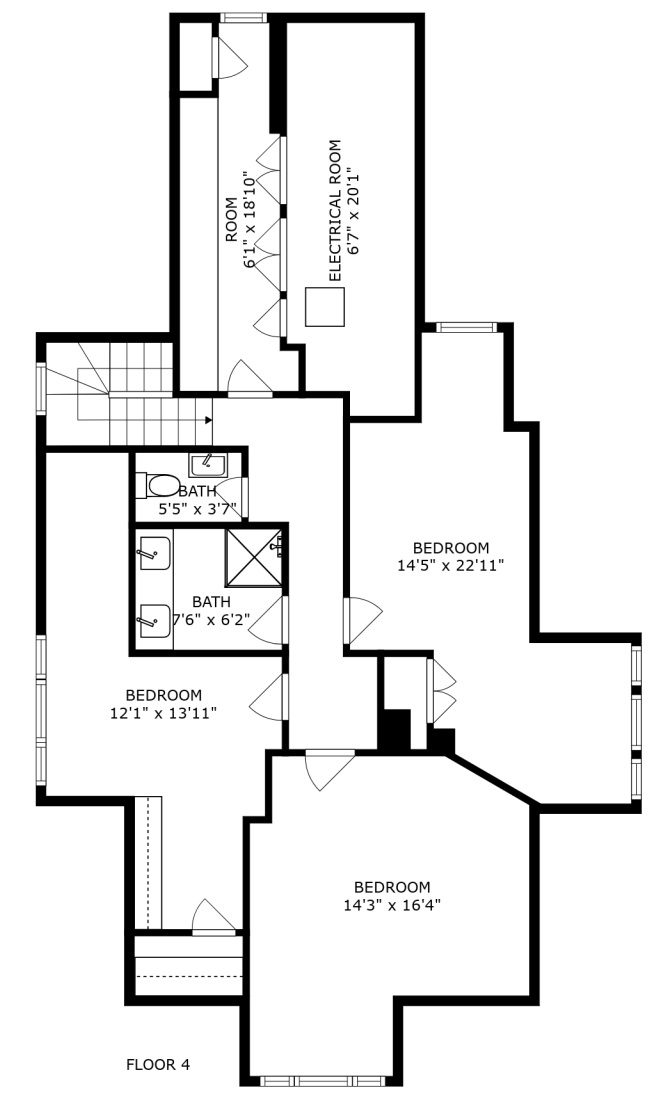 ROOM
6'1" x 18'10"
ELECTRICAL ROOM
6'7" x 20'1"
BATH
5'5" x 3'7"
BEDROOM
14'5" x 22'11"
BATH
7'6" x 6'2"
BEDROOM
12'1" x 13'11"
BEDROOM
14'3" x 16'4"
FLOOR 4